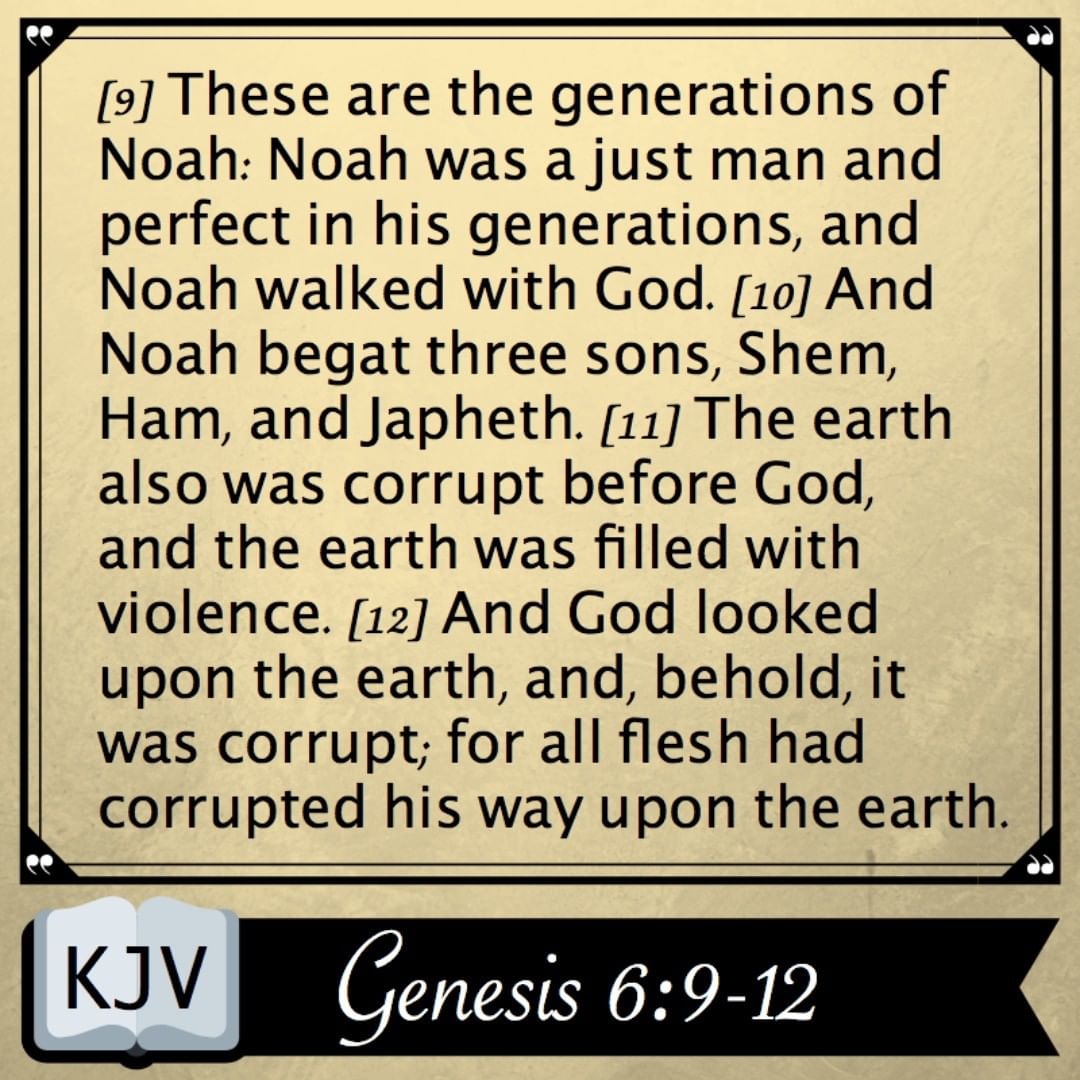 [9] These are the generations of
Noah: Noah was a just man and
perfect in his generations, and
Noah walked with God. [10] And
Noah begat three sons, Shem,
Ham, and Japheth. [11] The earth
also was corrupt before God,
and the earth was filled with
violence. [12] And God looked
upon the earth, and, behold, it
was corrupt; for all flesh had
corrupted his way upon the earth.
KJV
Genesis 6:9-12